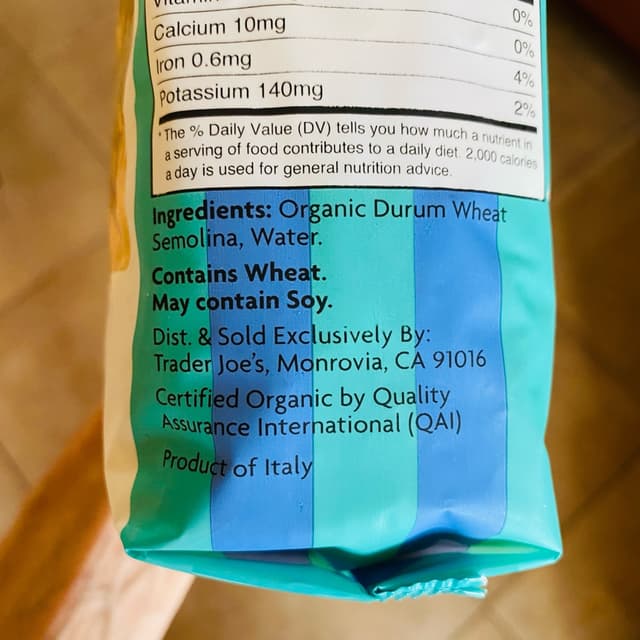 Calcium 10mg 0%
Iron 0.6mg 4%
Potassium 140mg 2%
* The % Daily Value (DV) tells you how much a nutrient in
a serving of food contributes to a daily diet. 2,000 calories
a day is used for general nutrition advice.
Ingredients: Organic Durum Wheat
Semolina, Water.
Contains Wheat.
May contain Soy.
Dist. & Sold Exclusively By:
Trader Joe's, Monrovia, CA 91016
Certified Organic by Quality
Assurance International (QAI)
Product of Italy